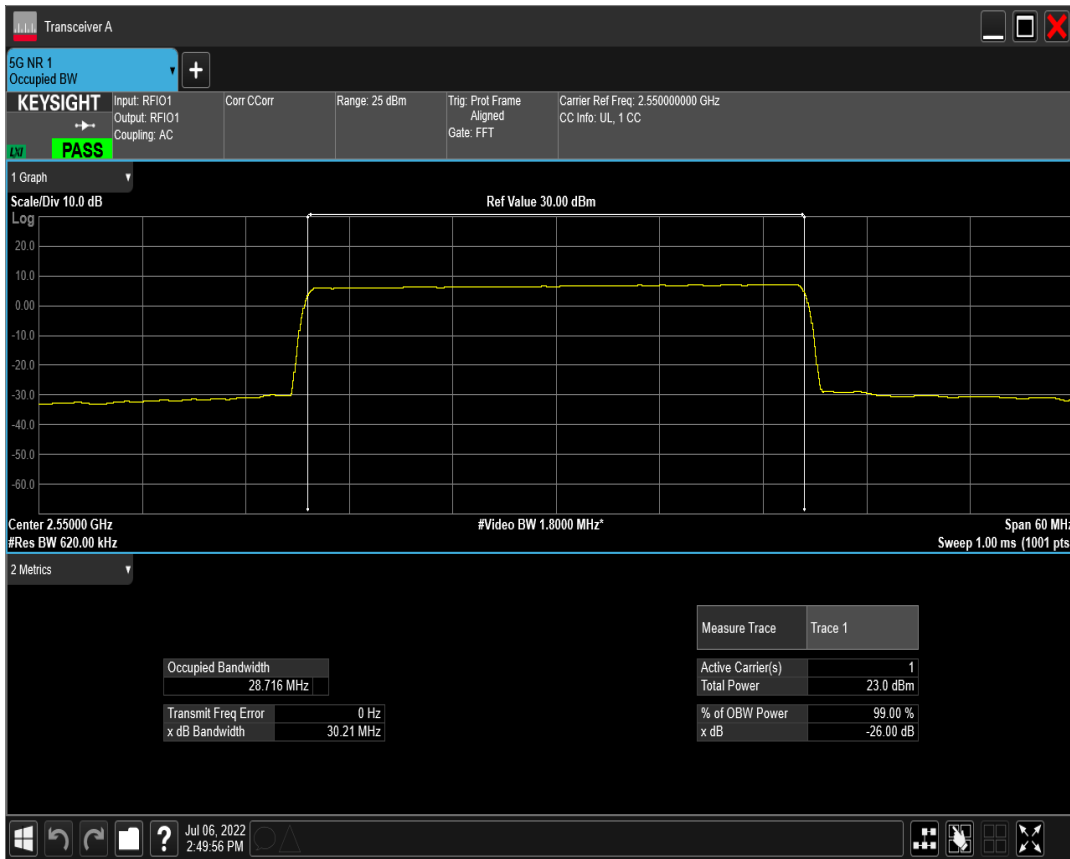 Transceiver A
5G NR 1
Occupied BW
KEYSIGHT
LXI
PASS
Input: RFIO1
Output: RFIO1
Coupling: AC
Corr CCorr
Range: 25 dBm
Trig: Prot Frame
Aligned
Gate: FFT
Carrier Ref Freq: 2.550000000 GHz
CC Info: UL, 1 CC
1 Graph
Scale/Div 10.0 dB
Ref Value 30.00 dBm
Log
20.0
10.0
0.00
-10.0
-20.0
-30.0
-40.0
-50.0
-60.0
Center 2.55000 GHz
#Video BW 1.8000 MHz*
Span 60 MHz
#Res BW 620.00 kHz
Sweep 1.00 ms (1001 pts
2 Metrics
Measure Trace Trace 1
Occupied Bandwidth
28.716 MHz
Active Carrier(s) 1
Total Power 23.0 dBm
Transmit Freq Error 0 Hz
x dB Bandwidth 30.21 MHz
% of OBW Power 99.00 %
x dB -26.00 dB
?
Jul 06, 2022
2:49:56 PM